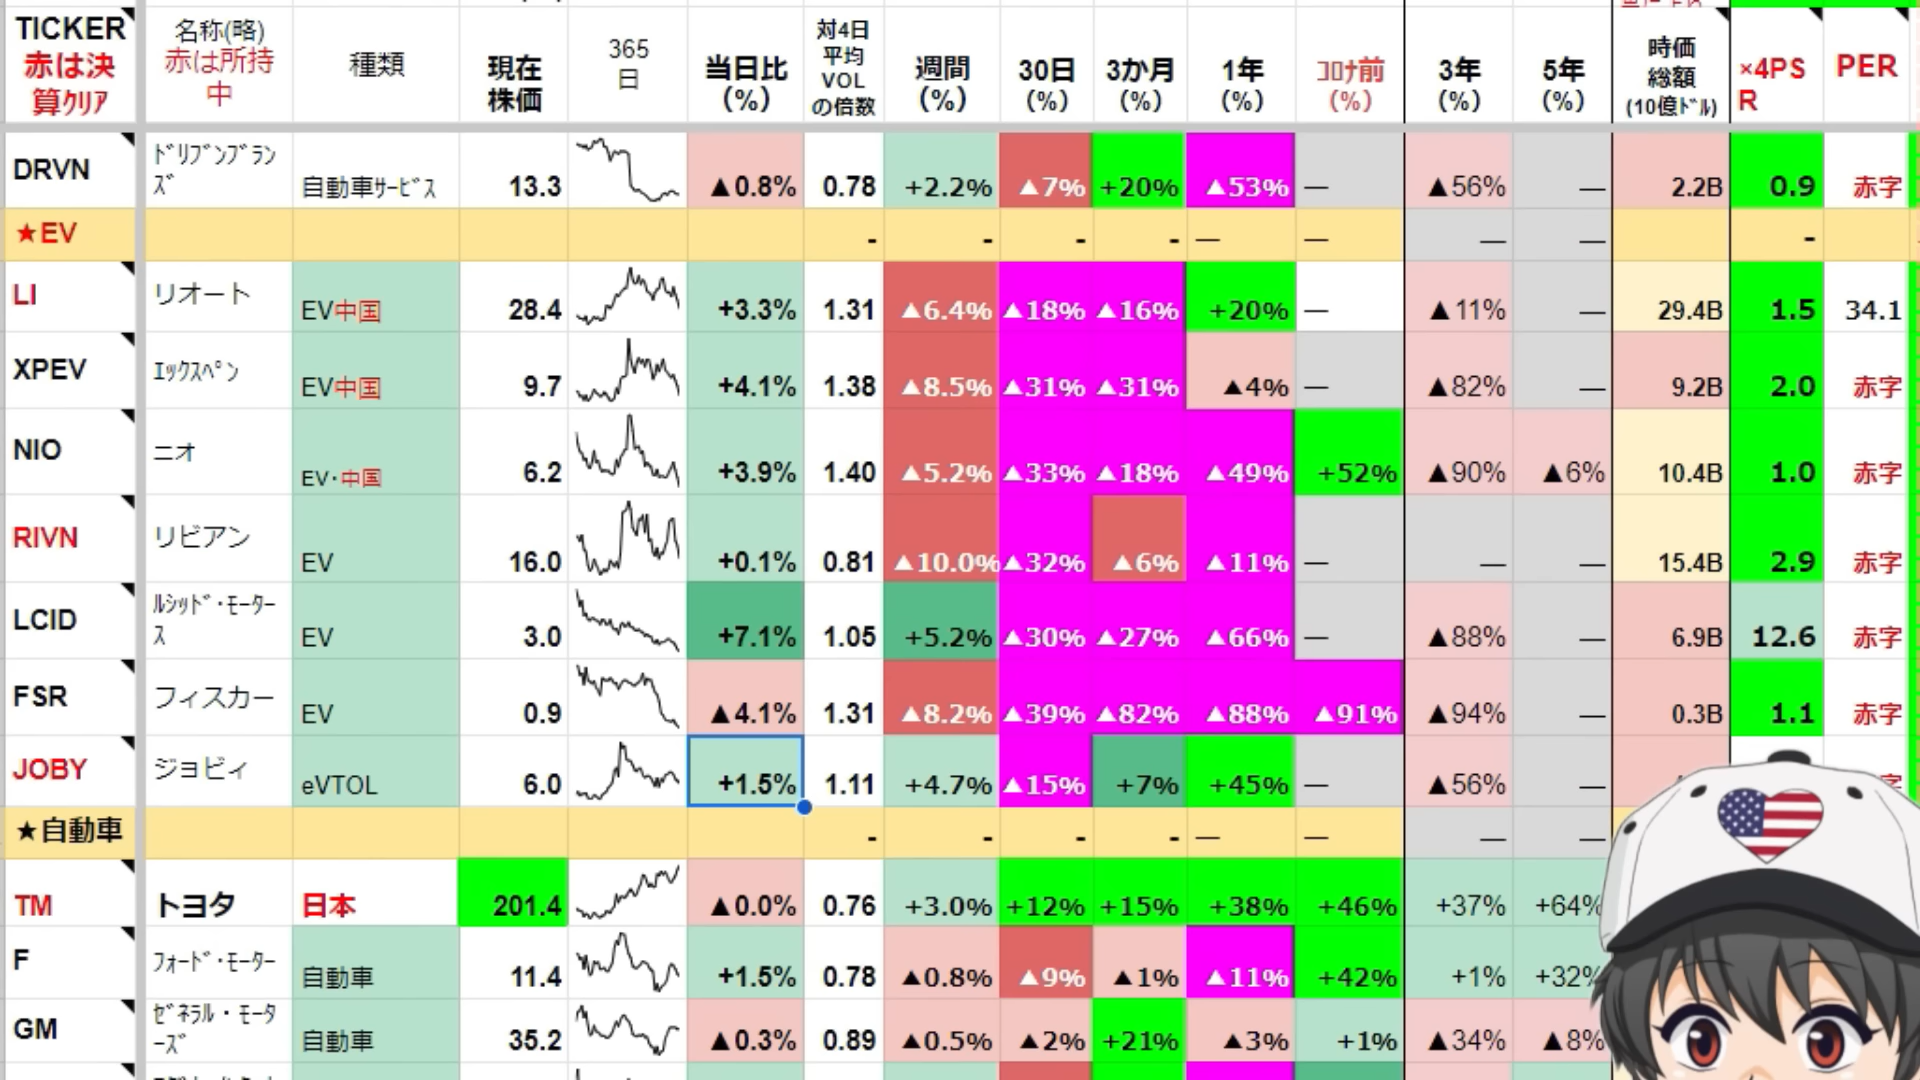 TICKER 赤は決算ｸﾘｱ 名称(略) 赤は所持中 種類 現在株価 365日 当日比(%) 対4日平均VOLの倍数 週間(%) 30日(%) 3か月(%) 1年(%) ｺﾛﾅ前(%) 3年(%) 5年(%) 時価総額(10億ﾄﾞﾙ) ×4PSR PER
DRVN ﾄﾞﾘﾌﾞﾝﾌﾞﾗﾝズ 自動車ｻｰﾋﾞｽ 13.3 ▲0.8% 0.78 +2.2% ▲7% +20% ▲53% — ▲56% — 2.2B 0.9 赤字
★EV - - - - — — — — -
LI リオート EV中国 28.4 +3.3% 1.31 ▲6.4% ▲18% ▲16% +20% — ▲11% — 29.4B 1.5 34.1
XPEV ｴｯｸｽﾍﾟﾝ EV中国 9.7 +4.1% 1.38 ▲8.5% ▲31% ▲31% ▲4% — ▲82% — 9.2B 2.0 赤字
NIO ニオ EV･中国 6.2 +3.9% 1.40 ▲5.2% ▲33% ▲18% ▲49% +52% ▲90% ▲6% 10.4B 1.0 赤字
RIVN リビアン EV 16.0 +0.1% 0.81 ▲10.0% ▲32% ▲6% ▲11% — — — 15.4B 2.9 赤字
LCID ﾙｼｯﾄﾞ･ﾓｰﾀｰｽ EV 3.0 +7.1% 1.05 +5.2% ▲30% ▲27% ▲66% — ▲88% — 6.9B 12.6 赤字
FSR フィスカー EV 0.9 ▲4.1% 1.31 ▲8.2% ▲39% ▲82% ▲88% ▲91% ▲94% — 0.3B 1.1 赤字
JOBY ジョビィ eVTOL 6.0 +1.5% 1.11 +4.7% ▲15% +7% +45% — ▲56% —
★自動車 - - - - — — — —
TM トヨタ 日本 201.4 ▲0.0% 0.76 +3.0% +12% +15% +38% +46% +37% +64%
F ﾌｫｰﾄﾞ･ﾓｰﾀｰ 自動車 11.4 +1.5% 0.78 ▲0.8% ▲9% ▲1% ▲11% +42% +1% +32%
GM ｾﾞﾈﾗﾙ・ﾓｰﾀｰｽﾞ 自動車 35.2 ▲0.3% 0.89 ▲0.5% ▲2% +21% ▲3% +1% ▲34% ▲8%